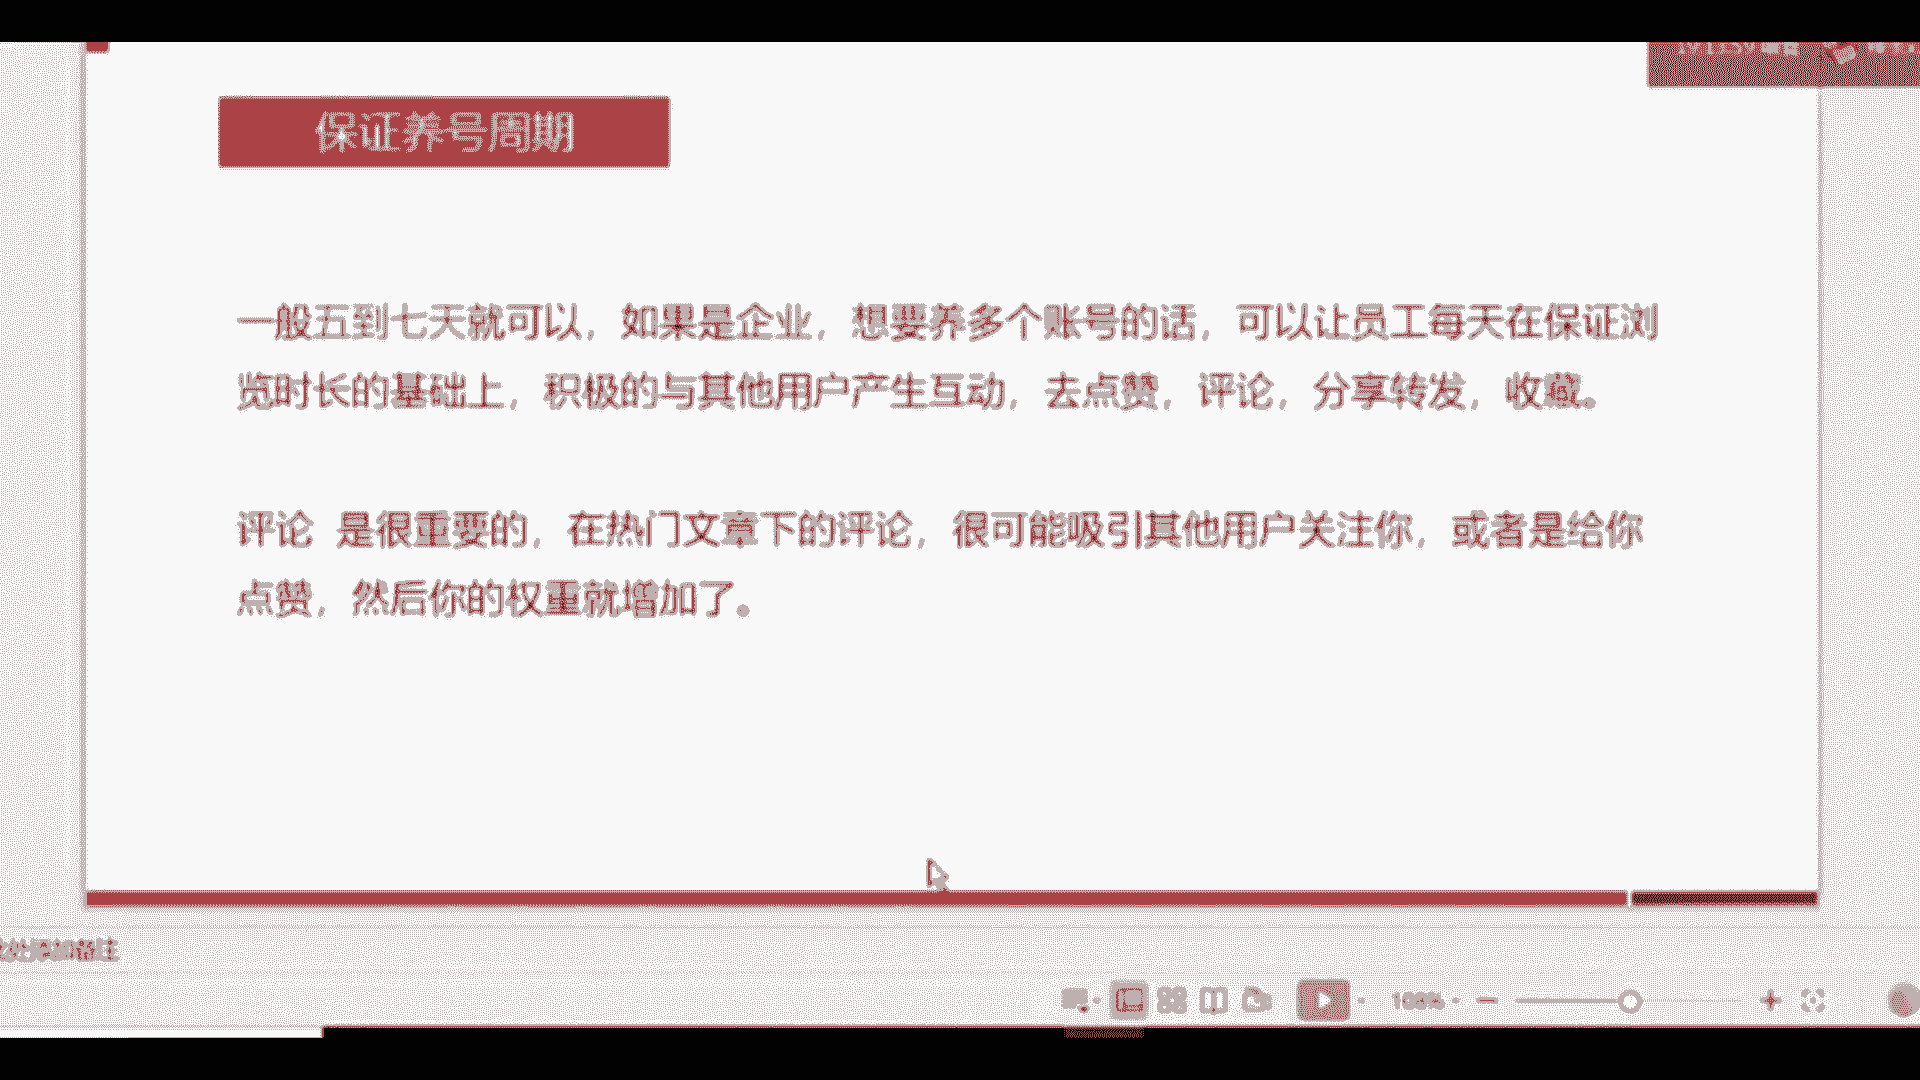 保证养号周期
一般五到七天就可以，如果是企业，想要养多个账号的话，可以让员工每天在保证浏
览时长的基础上，积极的与其他用户产生互动，去点赞，评论，分享转发，收藏。
评论 是很重要的，在热门文章下的评论，很可能吸引其他用户关注你，或者是给你
点赞，然后你的权重就增加了。